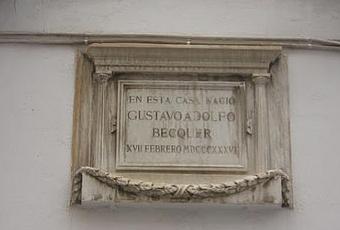 EN ESTA CASA NACIO
GUSTAVO ADOLFO
BECQUER
XVII FEBRERO MDCCCXXXVI